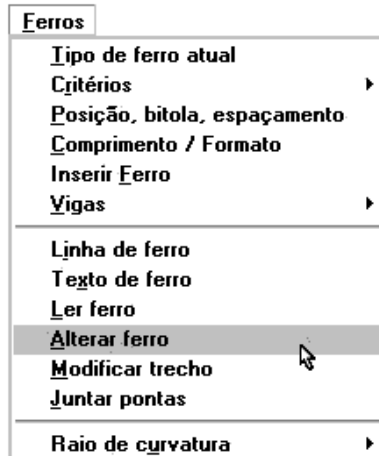 Ferros
Tipo de ferro atual
Critérios
Posição, bitola, espaçamento
Comprimento / Formato
Inserir Ferro
Vigas
Linha de ferro
Texto de ferro
Ler ferro
Alterar ferro
Modificar trecho
Juntar pontas
Raio de curvatura